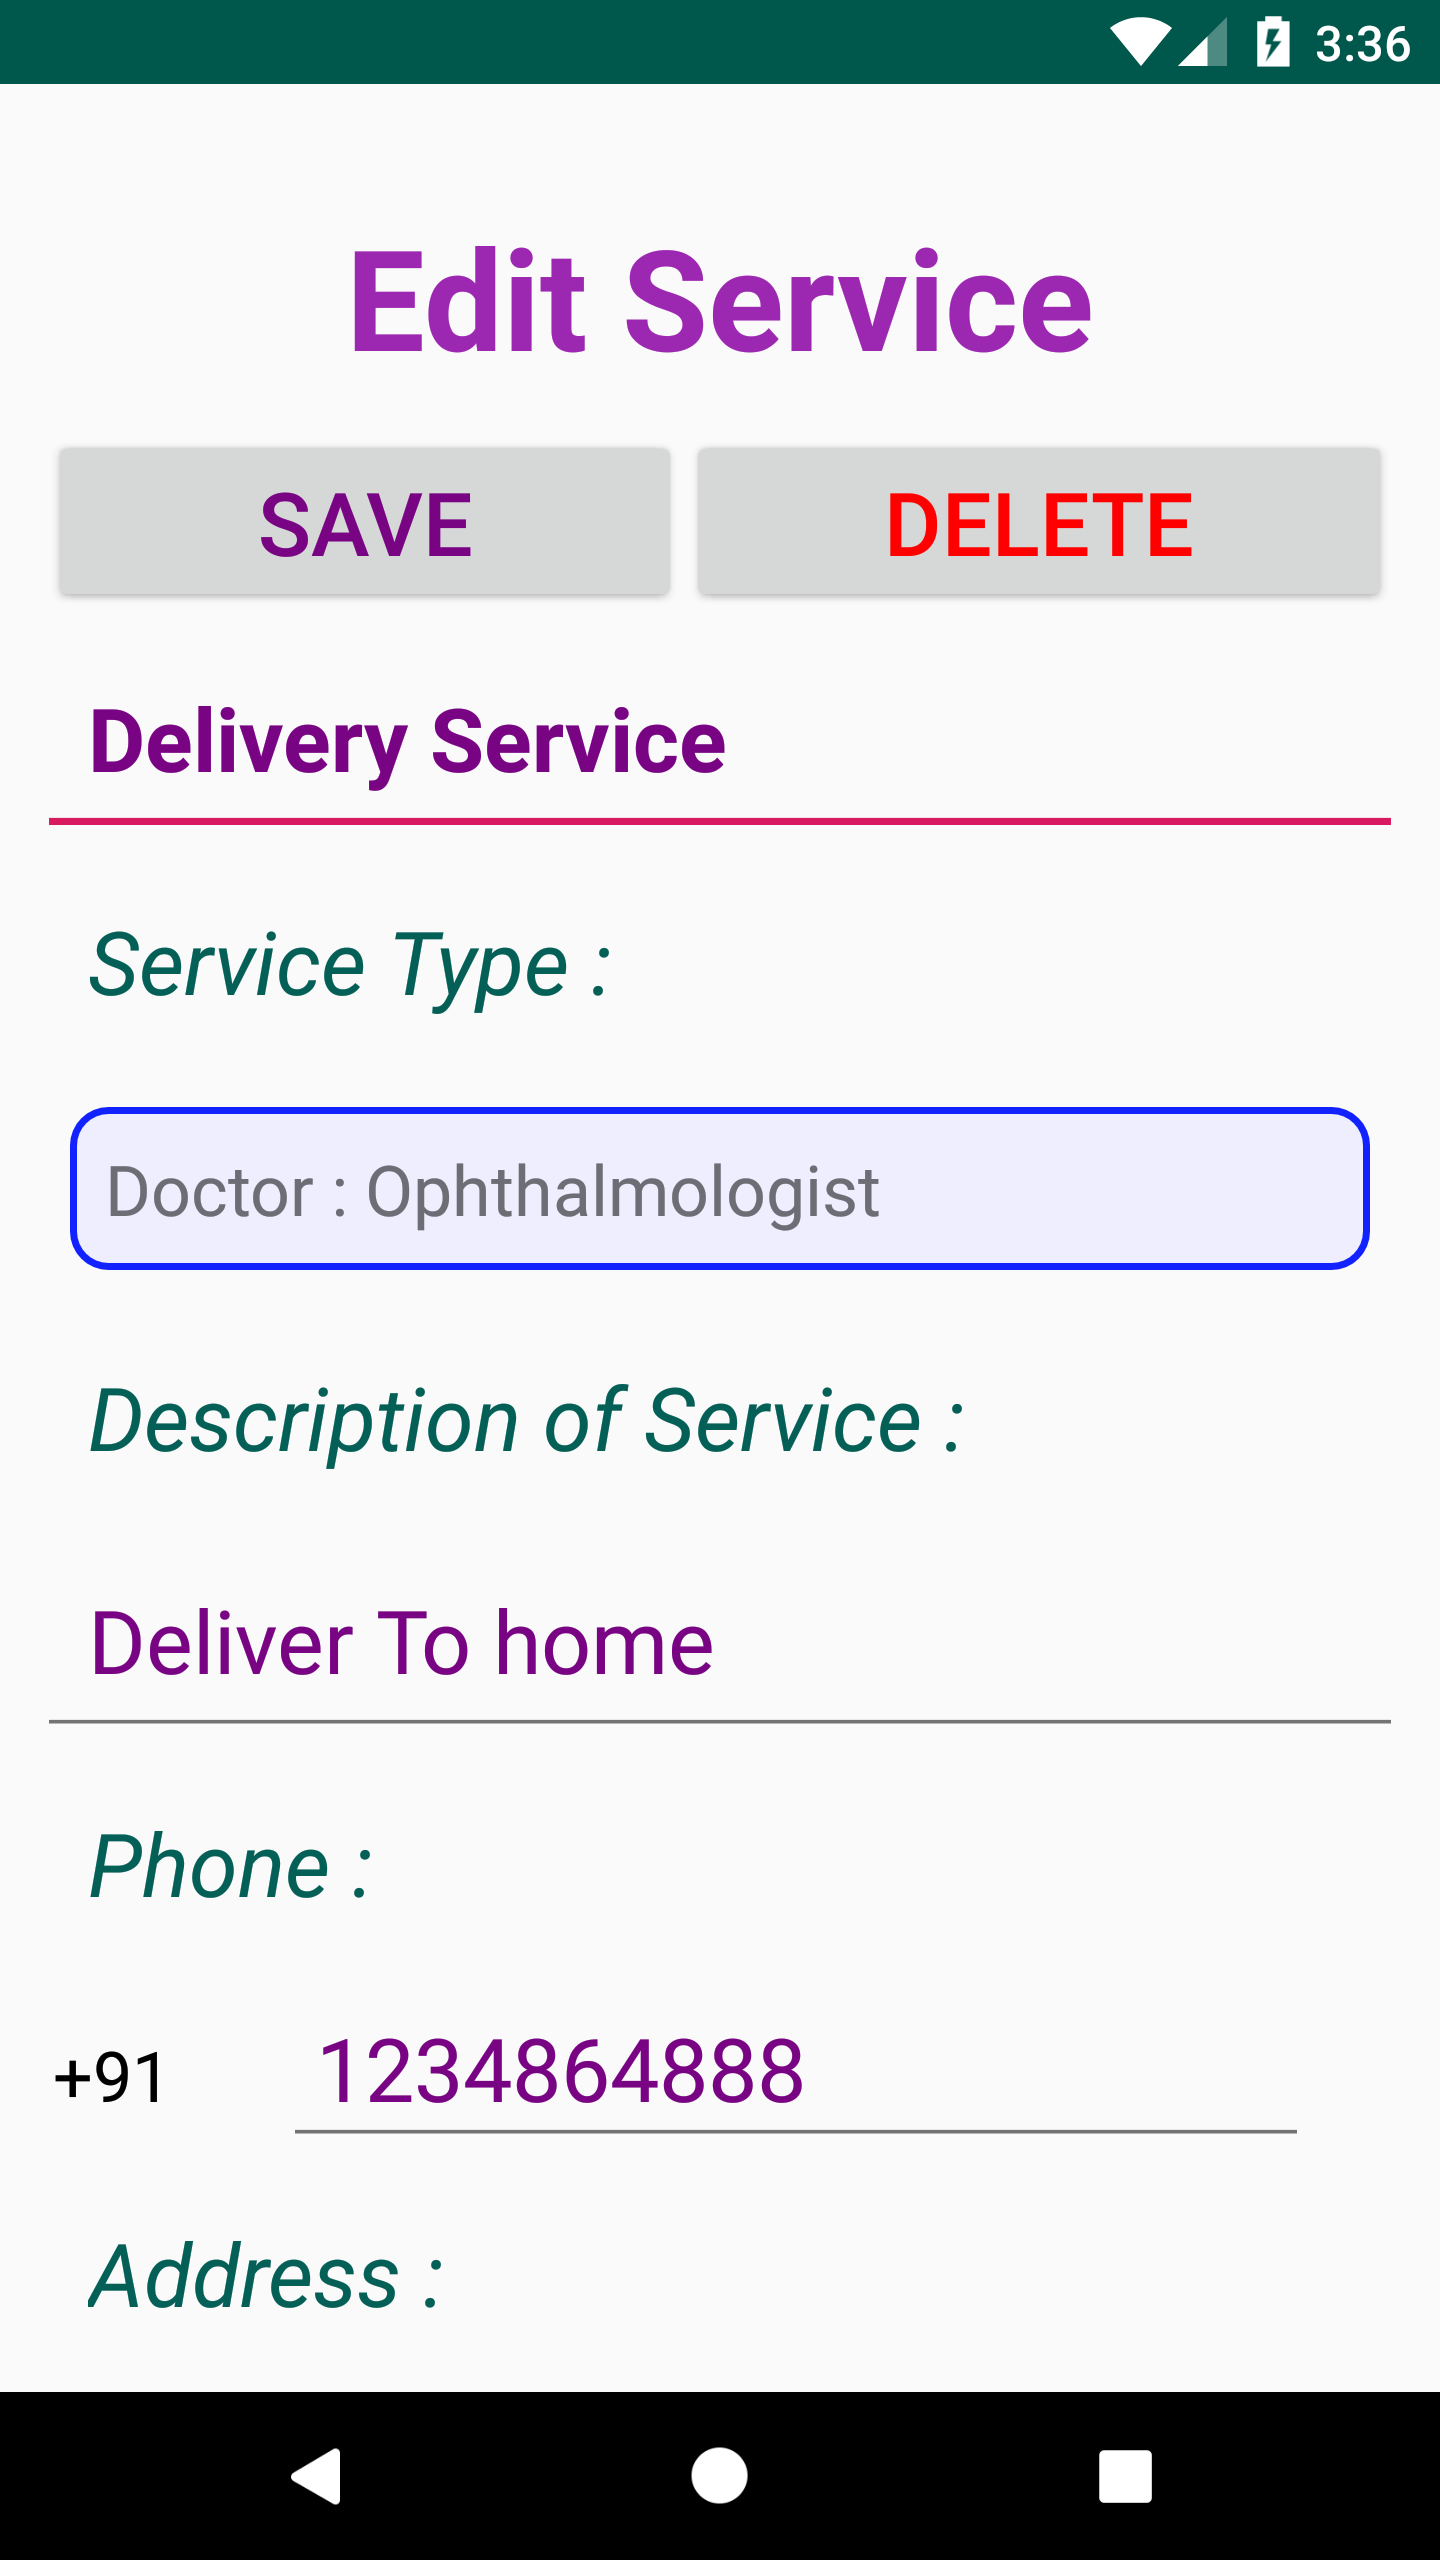 3:36
Edit Service
SAVE DELETE
Delivery Service
Service Type :
Doctor : Ophthalmologist
Description of Service :
Deliver To home
Phone :
+91 1234864888
Address :